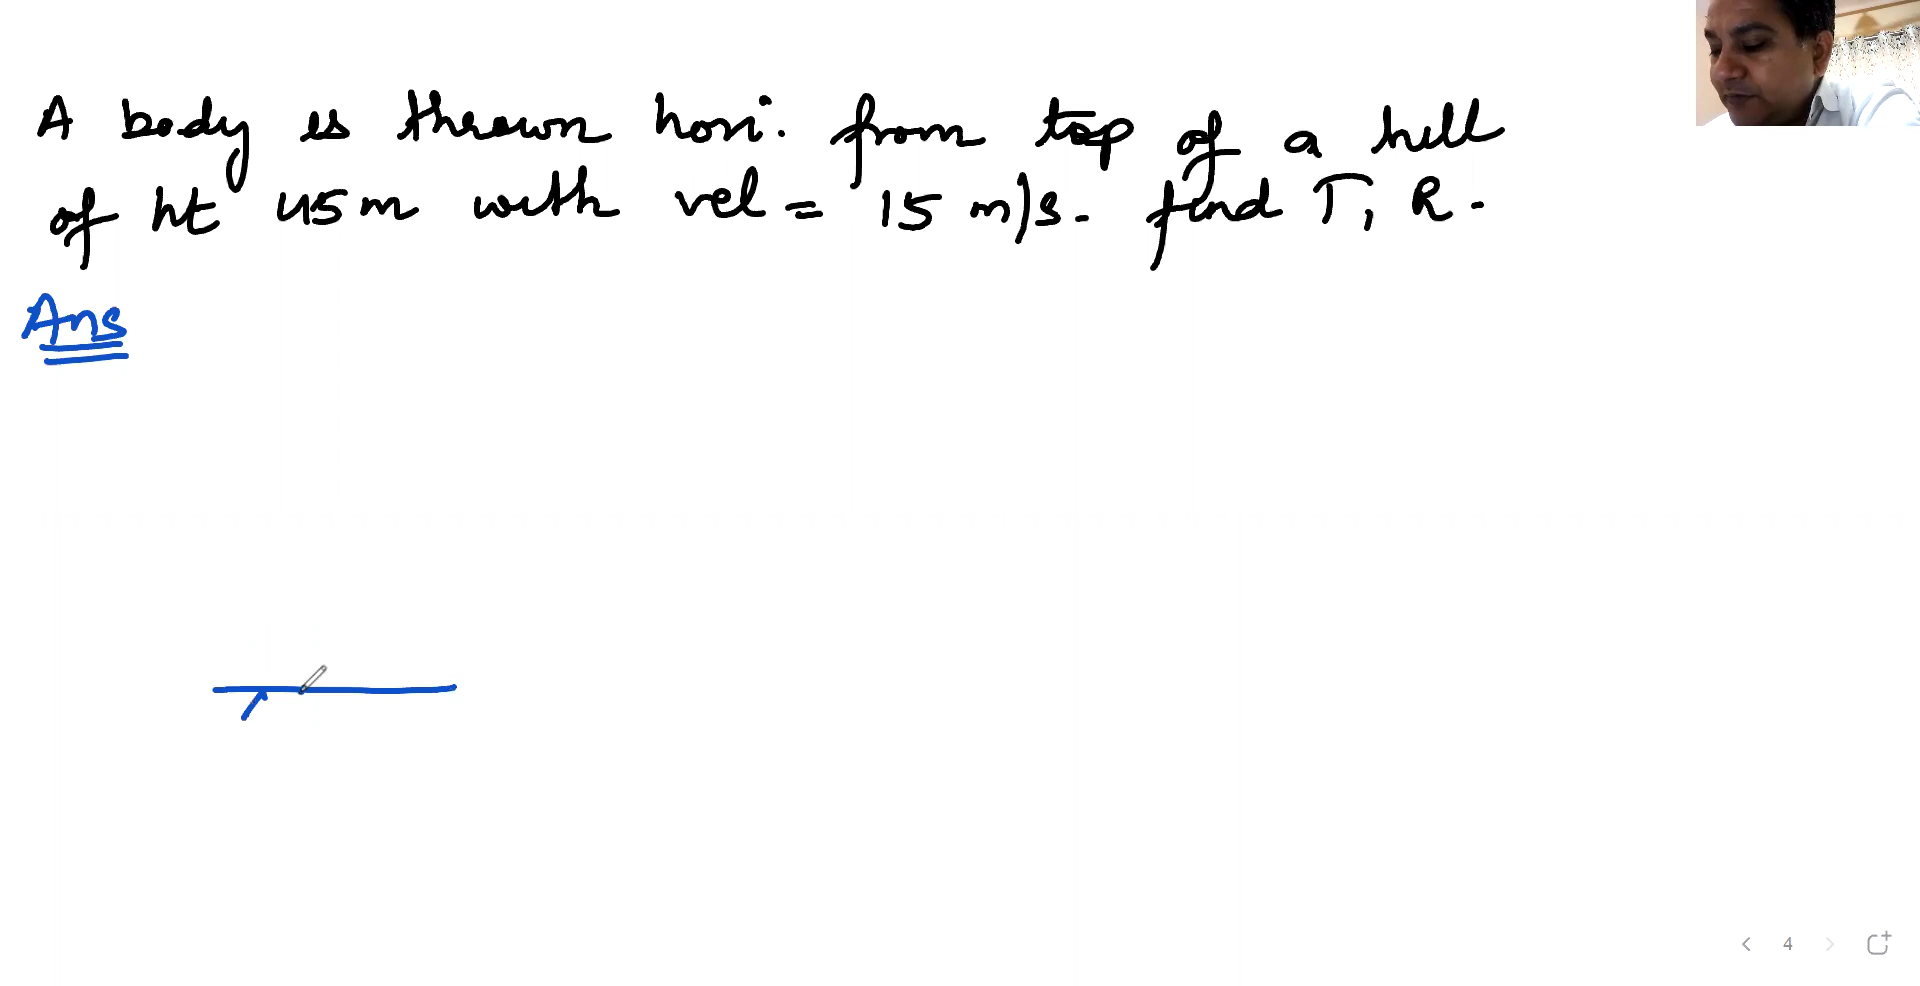 A body is thrown hori. from top of a hill
of ht 45m with vel = 15 m/s. find T, R.
Ans
4